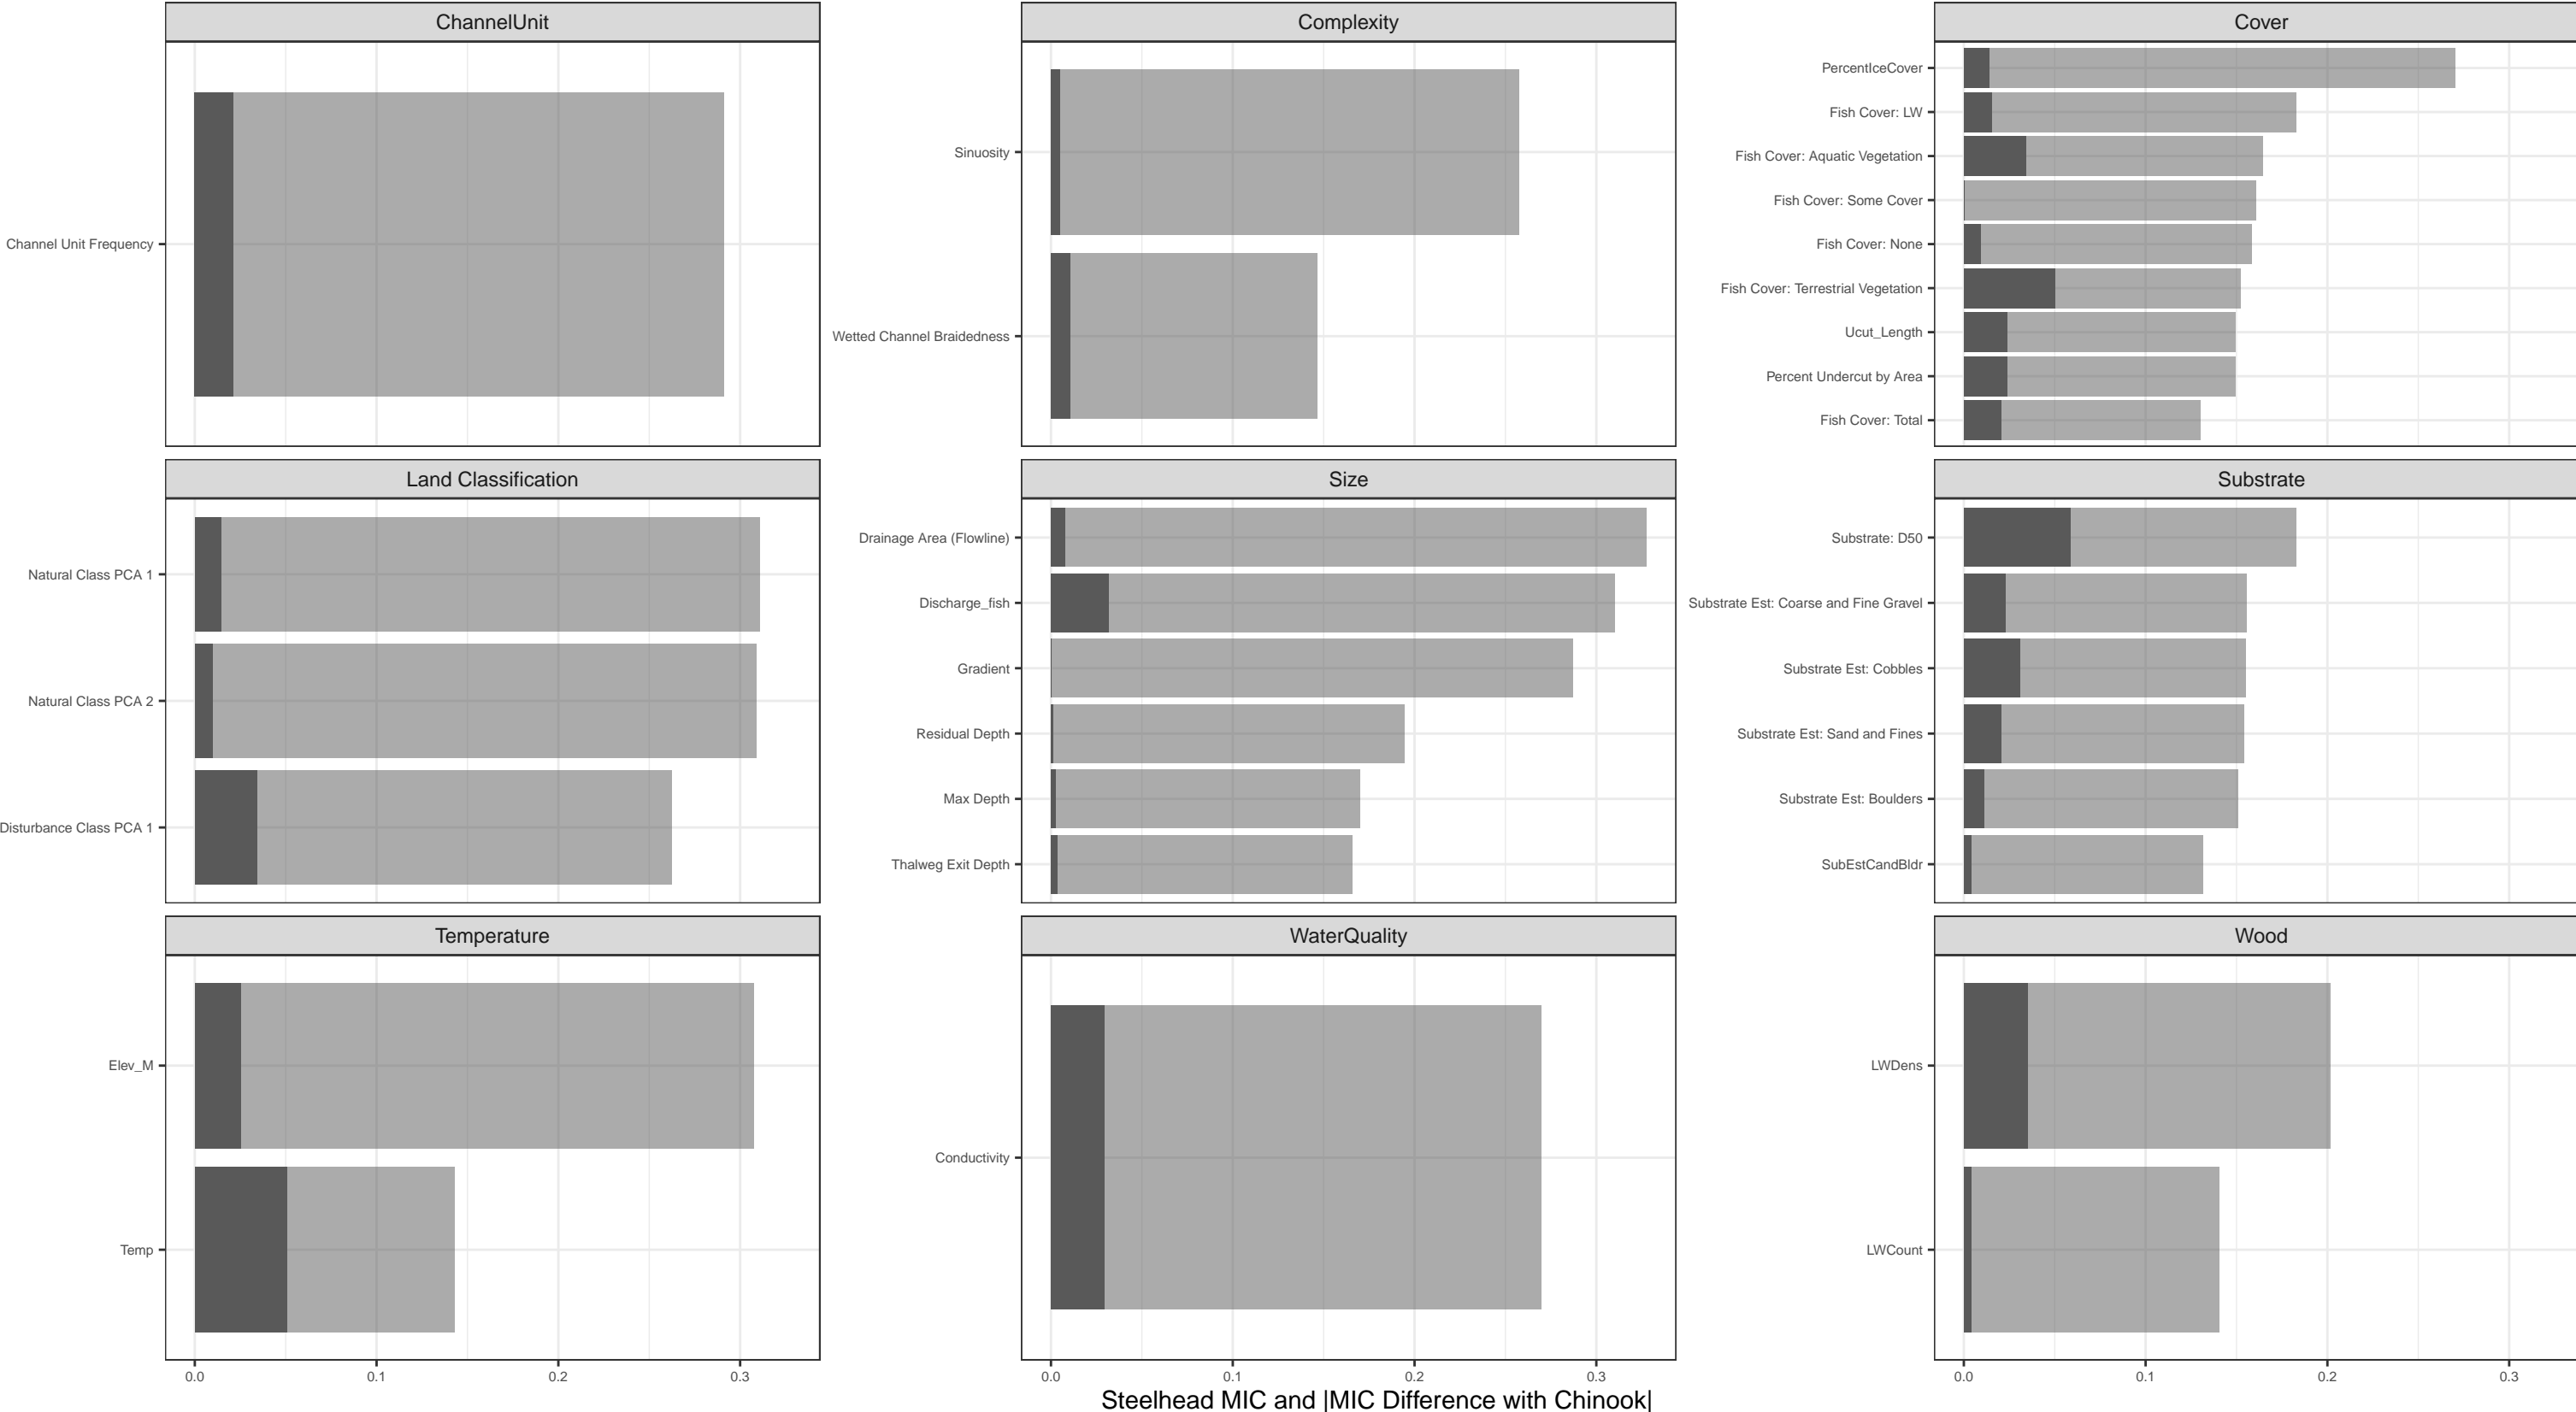 ChannelUnit
Channel Unit Frequency
Complexity
Sinuosity
Wetted Channel Braidedness
Cover
PercentIceCover
Fish Cover: LW
Fish Cover: Aquatic Vegetation
Fish Cover: Some Cover
Fish Cover: None
Fish Cover: Terrestrial Vegetation
Ucut_Length
Percent Undercut by Area
Fish Cover: Total
Land Classification
Natural Class PCA 1
Natural Class PCA 2
Disturbance Class PCA 1
Size
Drainage Area (Flowline)
Discharge_fish
Gradient
Residual Depth
Max Depth
Thalweg Exit Depth
Substrate
Substrate: D50
Substrate Est: Coarse and Fine Gravel
Substrate Est: Cobbles
Substrate Est: Sand and Fines
Substrate Est: Boulders
SubEstCandBldr
Temperature
Elev_M
Temp
0.0 0.1 0.2 0.3
WaterQuality
Conductivity
0.0 0.1 0.2 0.3
Wood
LWDens
LWCount
0.0 0.1 0.2 0.3
Steelhead MIC and |MIC Difference with Chinook|